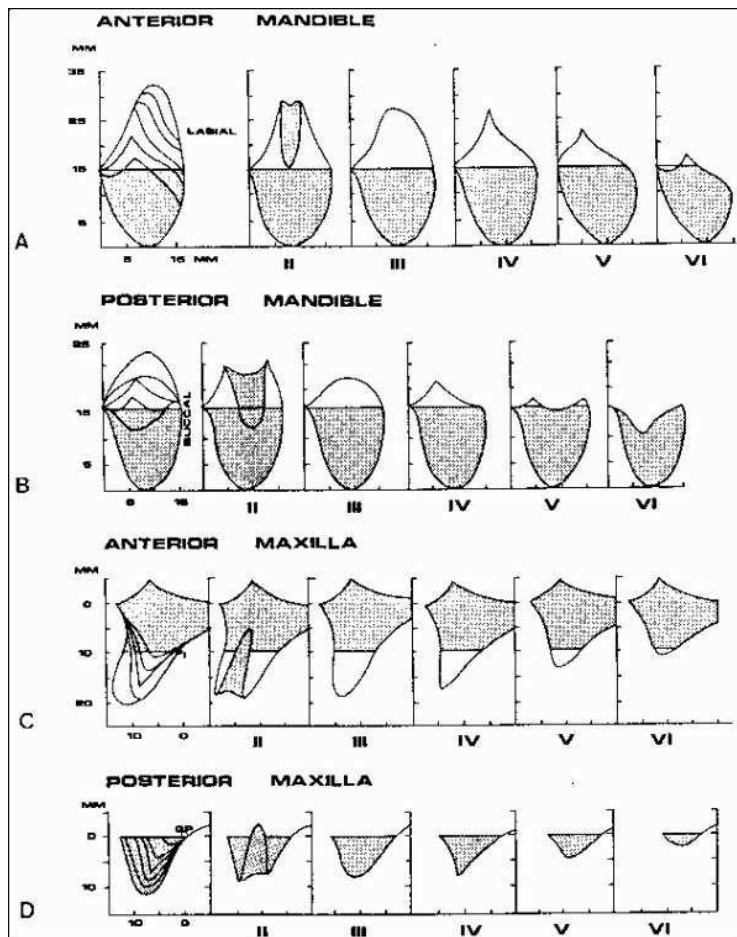 ANTERIOR MANDIBLE
MM
35
25
LABIAL
15
5
A
5 15 MM
II III IV V VI
POSTERIOR MANDIBLE
MM
25
15
BUCCAL
5
B
5 15
II III IV V VI
ANTERIOR MAXILLA
MM
0
10
20
C
10 0
II III IV V VI
POSTERIOR MAXILLA
MM
G.P.
0
10
D
10 0
II III IV V VI